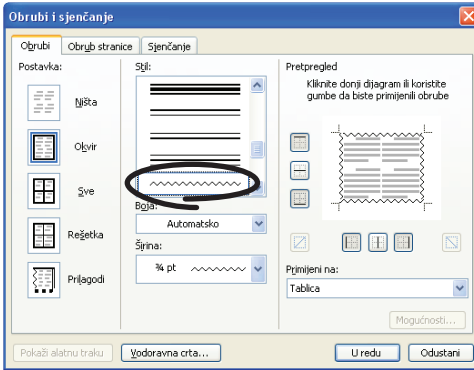 Obrubi i sjenčanje
Obrubi
Obrub stranice
Sjenčanje
Postavka:
Ništa
Okvir
Sve
Rešetka
Prilagodi
Stil:
Boja:
Automatsko
Širina:
¾ pt
Pretpregled
Kliknite donji dijagram ili koristite
gumbe da biste primijenili obrube
Primijeni na:
Tablica
Mogućnosti...
Pokaži alatnu traku
Vodoravna crta...
U redu
Odustani